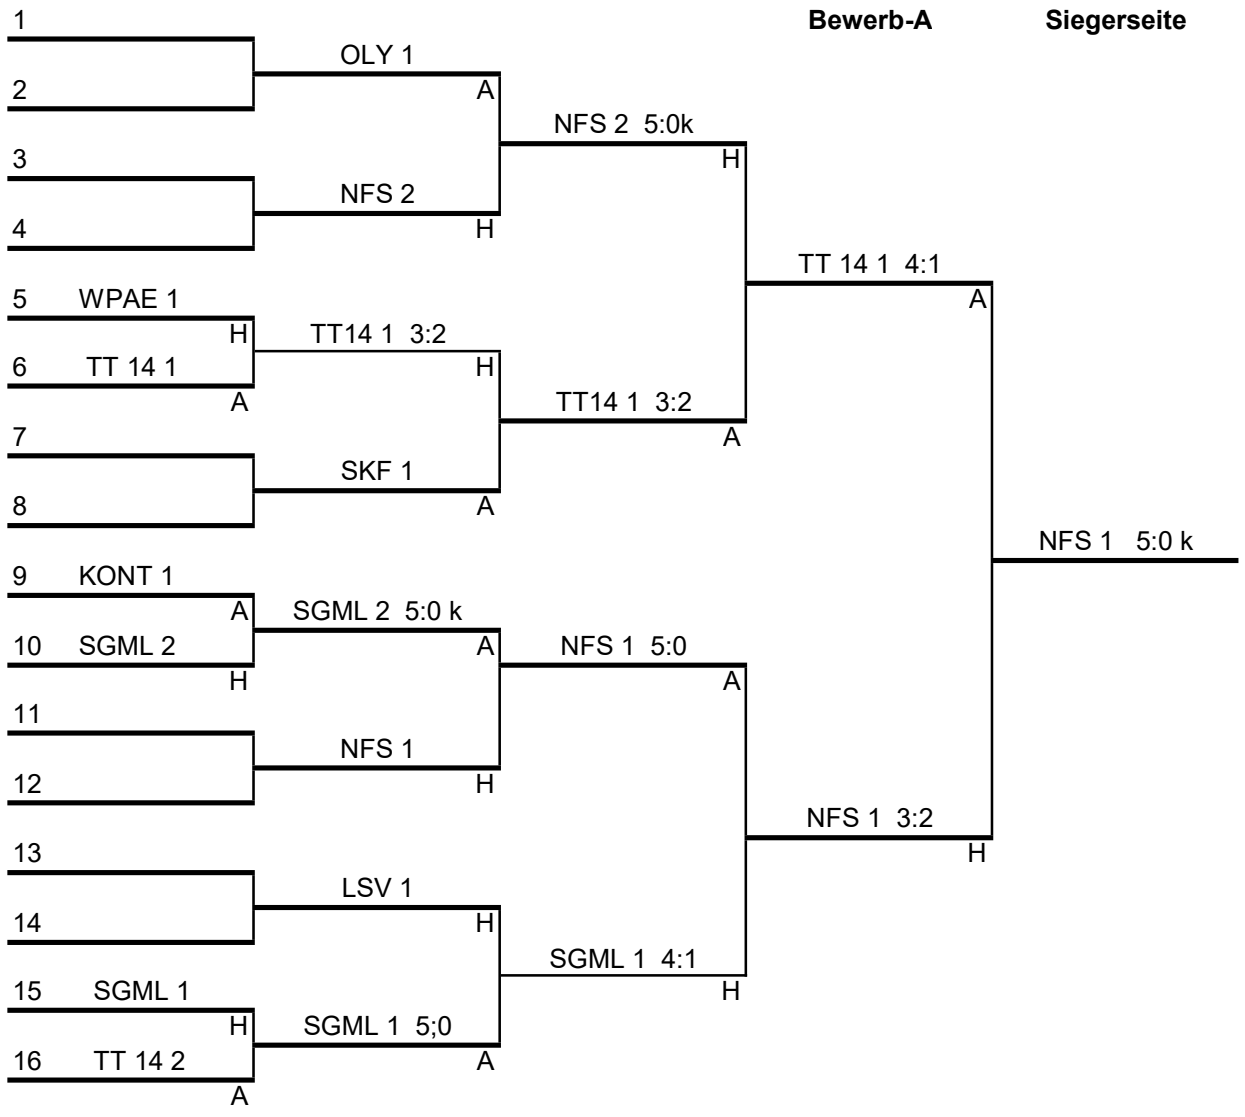 1 Bewerb-A Siegerseite
OLY 1
2 A
NFS 2 5:0k
3 H
NFS 2
4 H
TT 14 1 4:1
5 WPAE 1 A
H TT14 1 3:2
6 TT 14 1 H
A TT14 1 3:2
7 A
SKF 1
8 A
NFS 1 5:0 k
9 KONT 1
A SGML 2 5:0 k
10 SGML 2 A NFS 1 5:0
H A
11
NFS 1
12 H
NFS 1 3:2
13 H
LSV 1
14 H
SGML 1 4:1
15 SGML 1 H
H SGML 1 5;0
16 TT 14 2 A
A